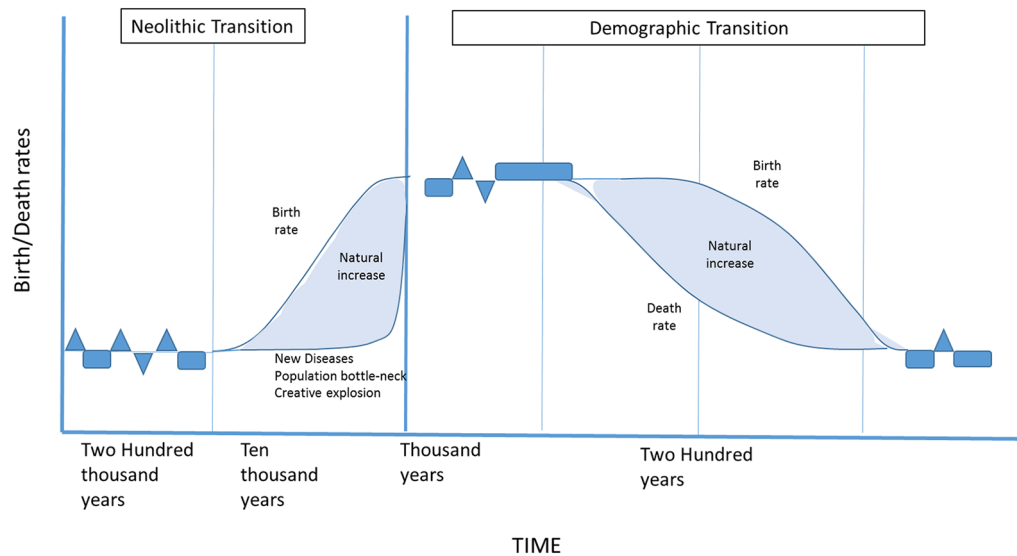 Neolithic Transition
Demographic Transition
Birth/Death rates
Birth
rate
Natural
increase
New Diseases
Population bottle-neck
Creative explosion
Birth
rate
Natural
increase
Death
rate
Two Hundred
thousand
years
Ten
thousand
years
Thousand
years
Two Hundred
years
TIME